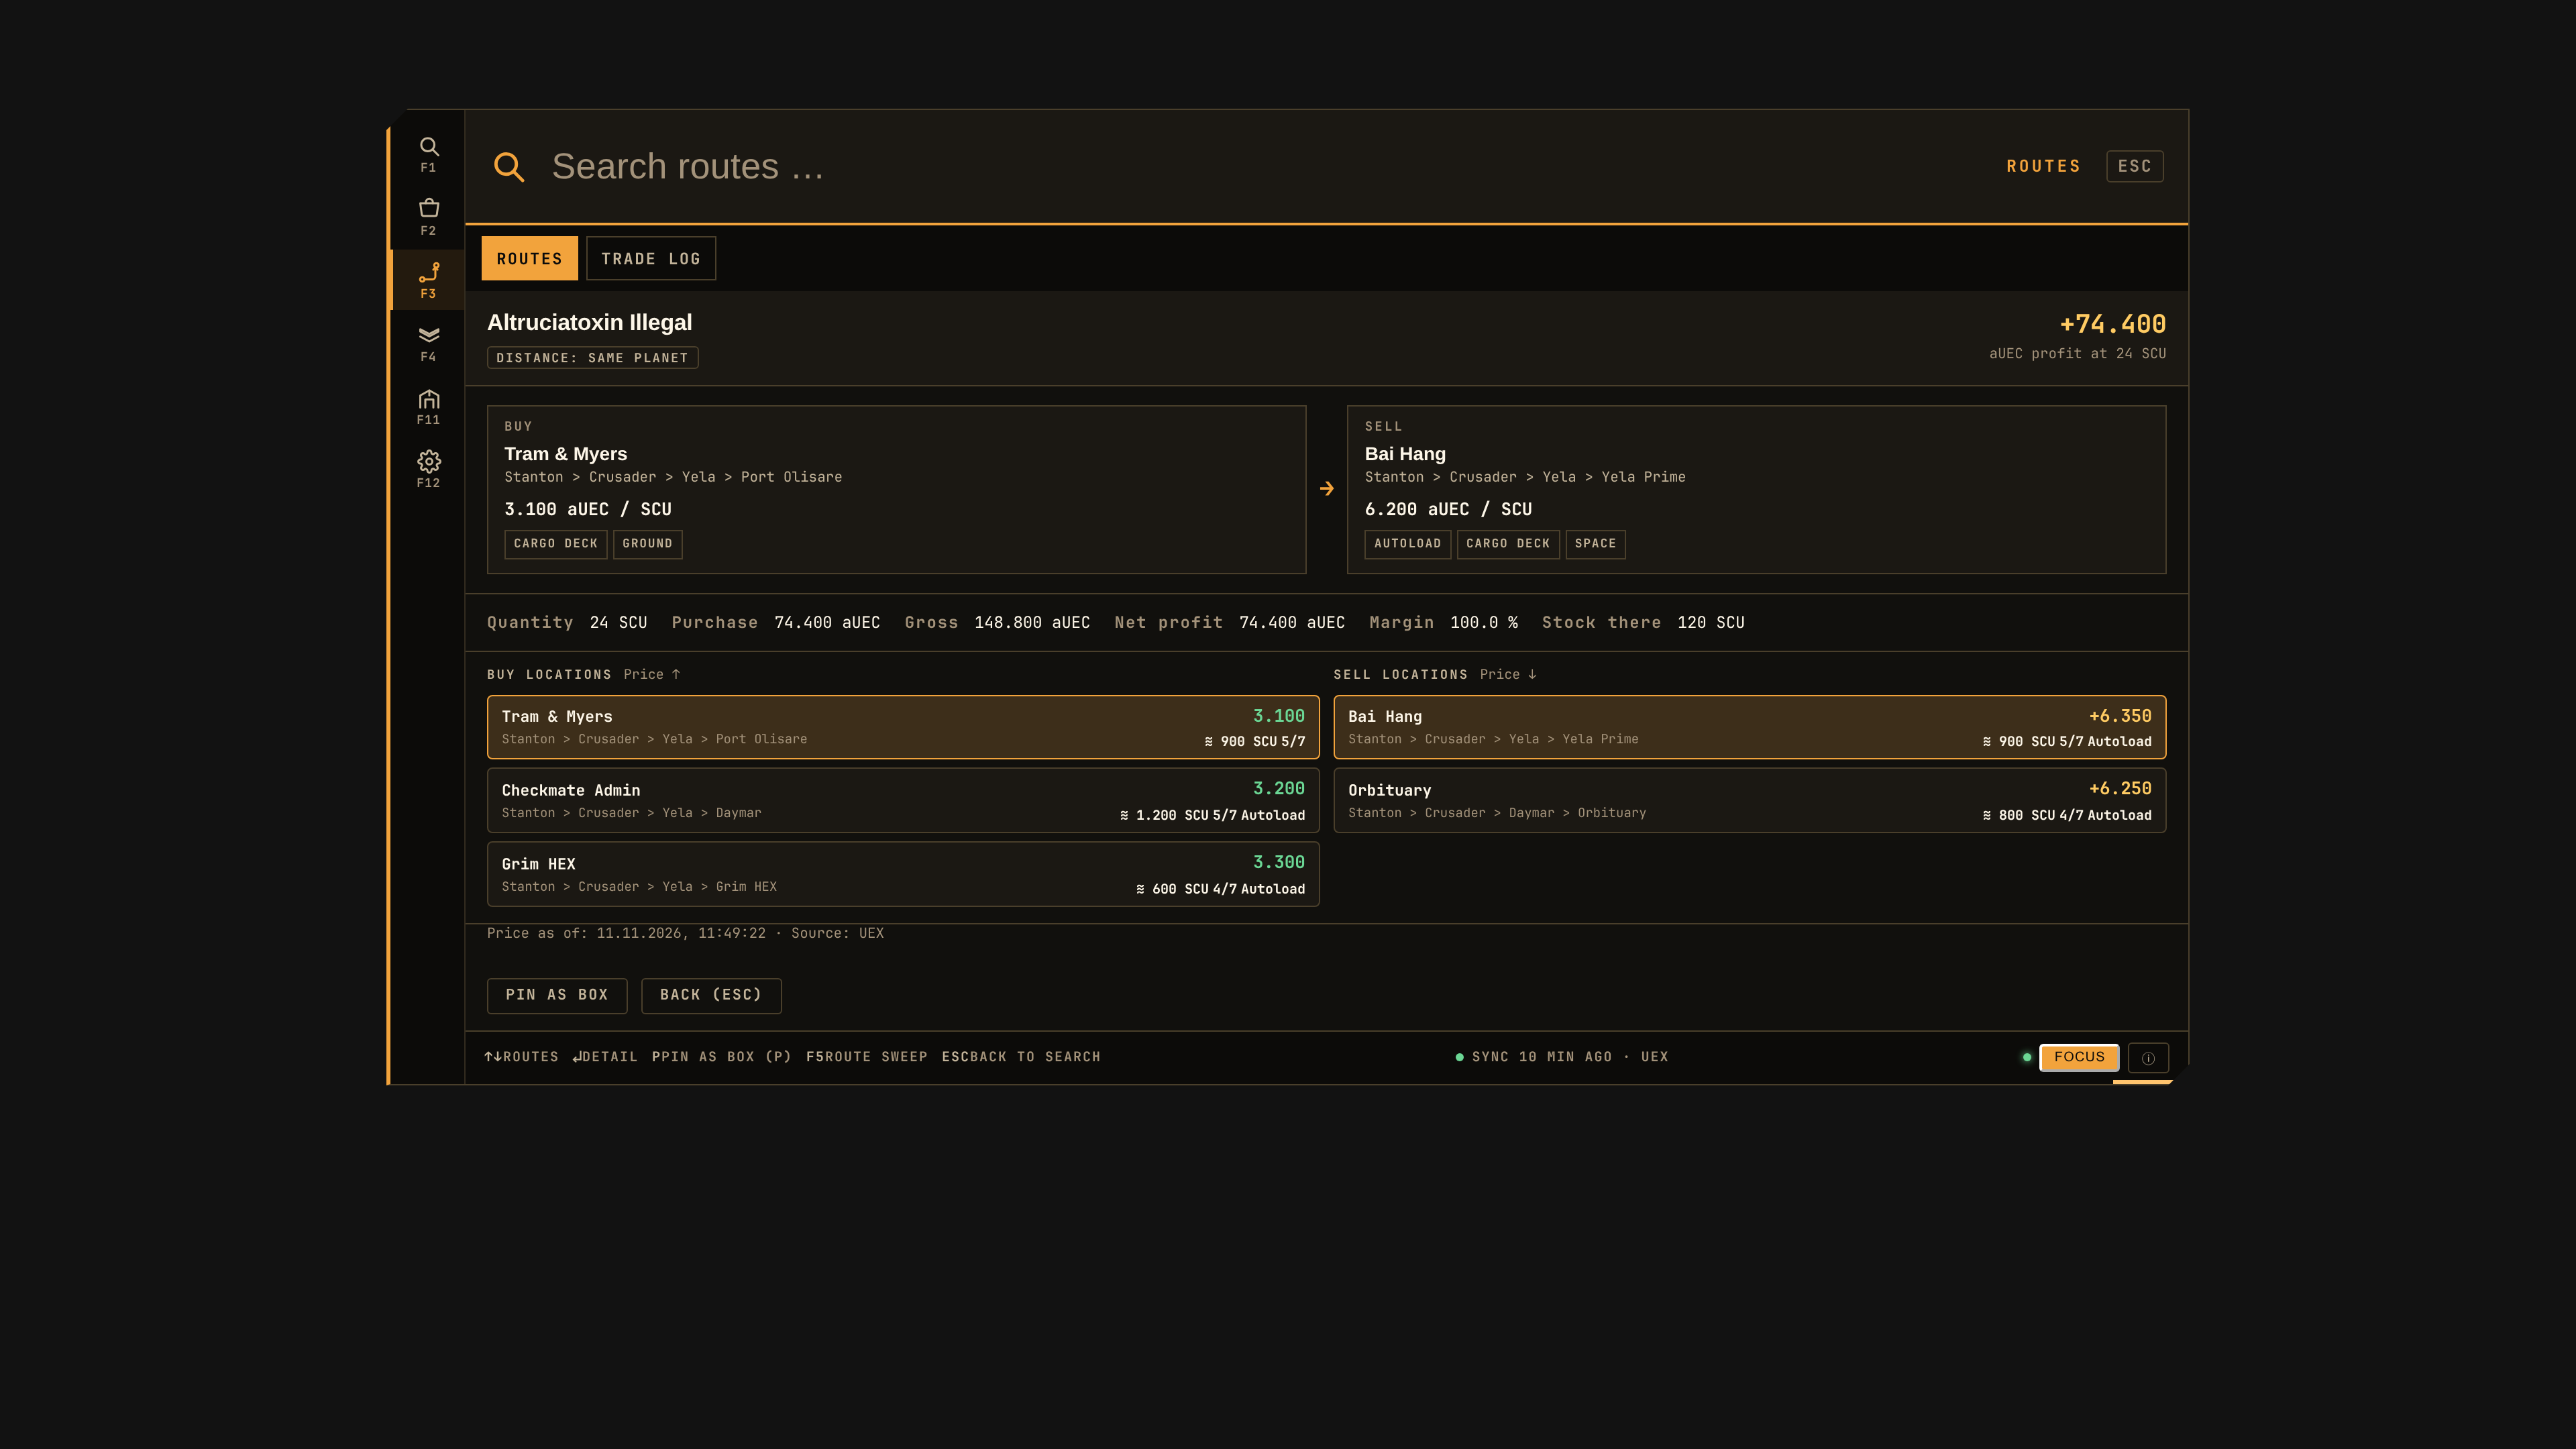 F1
F2
F3
F4
F11
F12
Search routes …
ROUTES
ESC
ROUTES
TRADE LOG
Altruciatoxin Illegal
DISTANCE: SAME PLANET
+74.400
aUEC profit at 24 SCU
BUY
Tram & Myers
Stanton > Crusader > Yela > Port Olisare
3.100 aUEC / SCU
CARGO DECK
GROUND
→
SELL
Bai Hang
Stanton > Crusader > Yela > Yela Prime
6.200 aUEC / SCU
AUTOLOAD
CARGO DECK
SPACE
Quantity 24 SCU Purchase 74.400 aUEC Gross 148.800 aUEC Net profit 74.400 aUEC Margin 100.0 % Stock there 120 SCU
BUY LOCATIONS Price ↑
Tram & Myers
3.100
Stanton > Crusader > Yela > Port Olisare
≋ 900 SCU 5/7
Checkmate Admin
3.200
Stanton > Crusader > Yela > Daymar
≋ 1.200 SCU 5/7 Autoload
Grim HEX
3.300
Stanton > Crusader > Yela > Grim HEX
≋ 600 SCU 4/7 Autoload
SELL LOCATIONS Price ↓
Bai Hang
+6.350
Stanton > Crusader > Yela > Yela Prime
≋ 900 SCU 5/7 Autoload
Orbituary
+6.250
Stanton > Crusader > Daymar > Orbituary
≋ 800 SCU 4/7 Autoload
Price as of: 11.11.2026, 11:49:22 · Source: UEX
PIN AS BOX
BACK (ESC)
↑↓ROUTES ↲DETAIL PPIN AS BOX (P) F5ROUTE SWEEP ESCBACK TO SEARCH
SYNC 10 MIN AGO · UEX
FOCUS
ⓘ